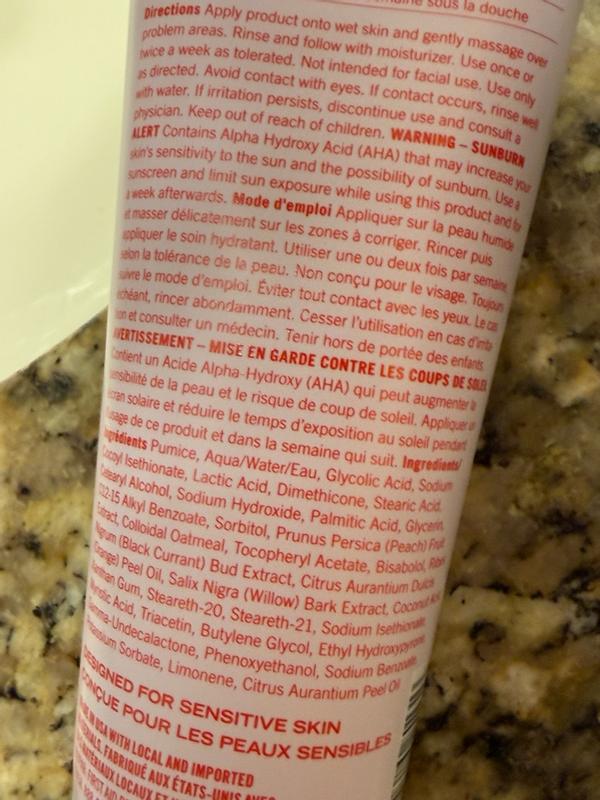 sous la douche
Directions Apply product onto wet skin and gently massage over
problem areas. Rinse and follow with moisturizer. Use once or
twice a week as tolerated. Not intended for facial use. Use only
as directed. Avoid contact with eyes. If contact occurs, rinse well
with water. If irritation persists, discontinue use and consult a
physician. Keep out of reach of children. WARNING – SUNBURN
ALERT Contains Alpha Hydroxy Acid (AHA) that may increase your
skin's sensitivity to the sun and the possibility of sunburn. Use a
sunscreen and limit sun exposure while using this product and for
a week afterwards. Mode d'emploi Appliquer sur la peau humide
et masser délicatement sur les zones à corriger. Rincer puis
appliquer le soin hydratant. Utiliser une ou deux fois par semaine
selon la tolérance de la peau. Non conçu pour le visage. Toujours
suivre le mode d'emploi. Éviter tout contact avec les yeux. Le cas
échéant, rincer abondamment. Cesser l'utilisation en cas d'irrita-
tion et consulter un médecin. Tenir hors de portée des enfants.
AVERTISSEMENT – MISE EN GARDE CONTRE LES COUPS DE SOLEIL
Contient un Acide Alpha-Hydroxy (AHA) qui peut augmenter la
sensibilité de la peau et le risque de coup de soleil. Appliquer un
écran solaire et réduire le temps d'exposition au soleil pendant
l'usage de ce produit et dans la semaine qui suit. Ingredients/
Ingrédients Pumice, Aqua/Water/Eau, Glycolic Acid, Sodium
Cocoyl Isethionate, Lactic Acid, Dimethicone, Stearic Acid,
Cetearyl Alcohol, Sodium Hydroxide, Palmitic Acid, Glycerin,
C12-15 Alkyl Benzoate, Sorbitol, Prunus Persica (Peach) Fruit
Extract, Colloidal Oatmeal, Tocopheryl Acetate, Bisabolol, Ribes
Nigrum (Black Currant) Bud Extract, Citrus Aurantium Dulcis
(Orange) Peel Oil, Salix Nigra (Willow) Bark Extract, Coconut Acid,
Xanthan Gum, Steareth-20, Steareth-21, Sodium Isethionate,
Myristic Acid, Triacetin, Butylene Glycol, Ethyl Hydroxypyrone,
Gamma-Undecalactone, Phenoxyethanol, Sodium Benzoate,
Potassium Sorbate, Limonene, Citrus Aurantium Peel Oil
DESIGNED FOR SENSITIVE SKIN
CONÇUE POUR LES PEAUX SENSIBLES
MADE IN USA WITH LOCAL AND IMPORTED
MATERIALS. FABRIQUÉ AUX ÉTATS-UNIS AVEC
MATÉRIAUX LOCAUX ET
FIRST AID